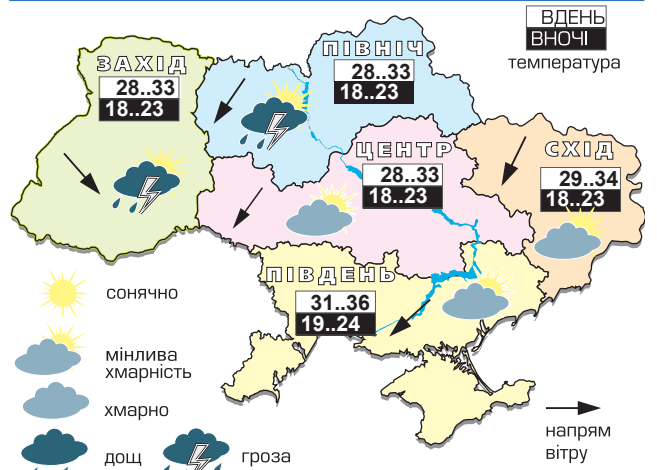 ВДЕНЬ
ВНОЧІ
температура
ЗАХІД
28..33
18..23
ПІВНІЧ
28..33
18..23
ЦЕНТР
28..33
18..23
СХІД
29..34
18..23
ПІВДЕНЬ
31..36
19..24
сонячно
мінлива
хмарність
хмарно
дощ
гроза
напрям
вітру